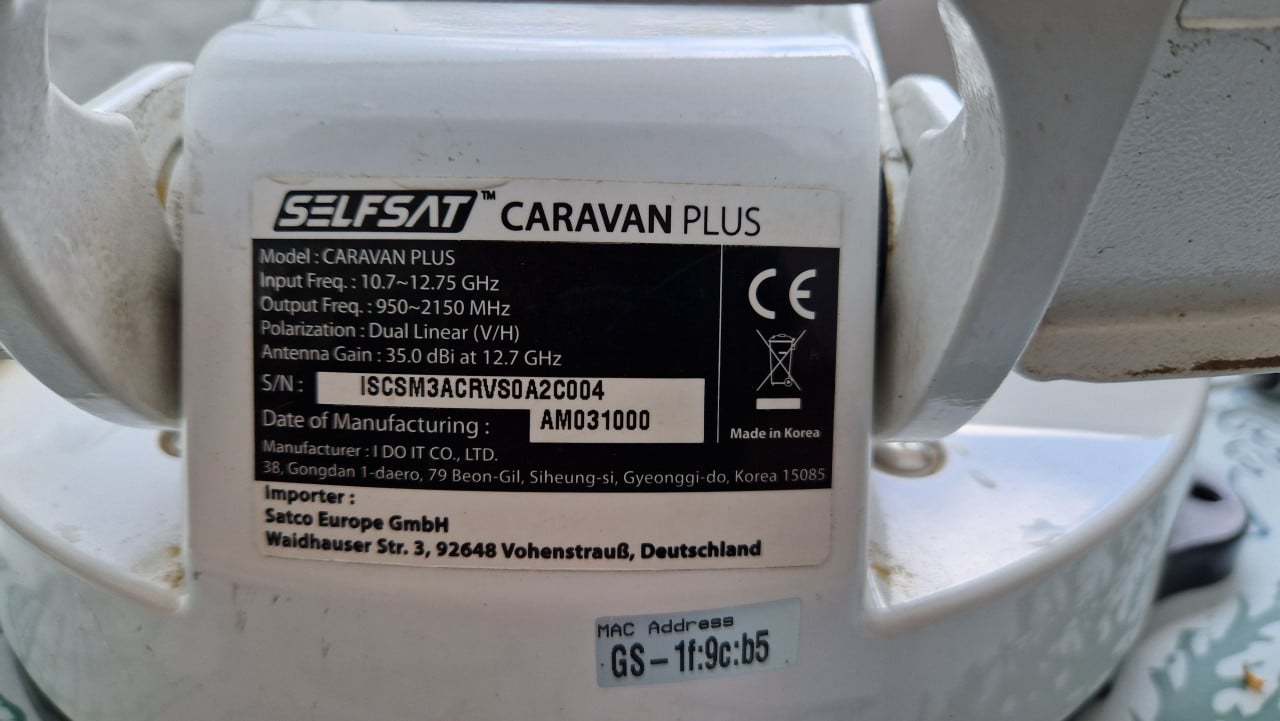 SELFSAT™ CARAVAN PLUS
Model : CARAVAN PLUS
Input Freq. : 10.7~12.75 GHz
Output Freq. : 950~2150 MHz
Polarization : Dual Linear (V/H)
Antenna Gain : 35.0 dBi at 12.7 GHz
S/N : ISCSM3ACRVS0A2C004
Date of Manufacturing : AM031000
Manufacturer : I DO IT CO., LTD.
38, Gongdan 1-daero, 79 Beon-Gil, Siheung-si, Gyeonggi-do, Korea 15085
CE
Made in Korea
Importer :
Satco Europe GmbH
Waidhauser Str. 3, 92648 Vohenstrauß, Deutschland
MAC Address
GS-1f:9c:b5